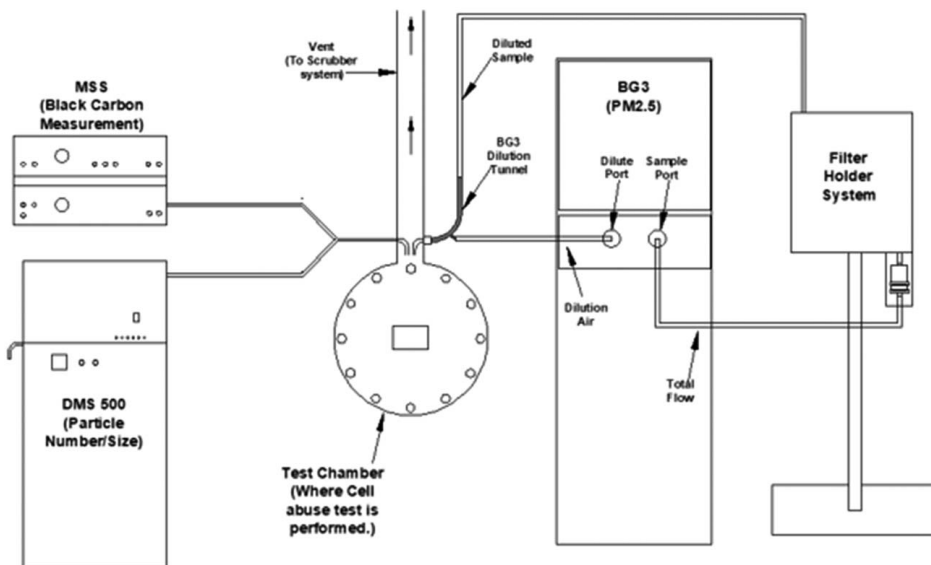 MSS
(Black Carbon
Measurement)
Vent
(To Scrubber
system)
Diluted
Sample
BG3
Dilution
Tunnel
BG3
(PM2.5)
Dilute
Port
Sample
Port
Filter
Holder
System
Dilution
Air
Total
Flow
DMS 500
(Particle
Number/Size)
Test Chamber
(Where Cell
abuse test is
performed.)